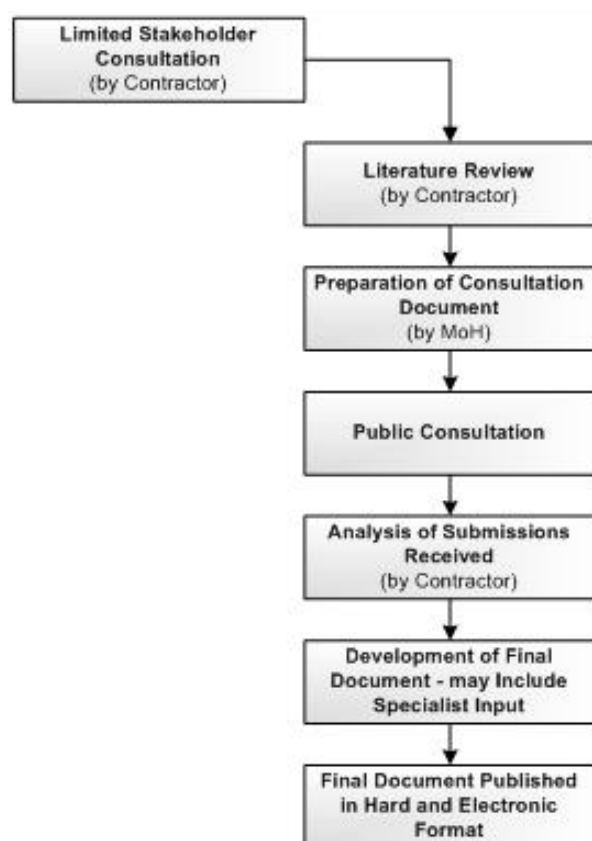 Limited Stakeholder
Consultation
(by Contractor)
Literature Review
(by Contractor)
Preparation of Consultation
Document
(by MoH)
Public Consultation
Analysis of Submissions
Received
(by Contractor)
Development of Final
Document - may Include
Specialist Input
Final Document Published
in Hard and Electronic
Format